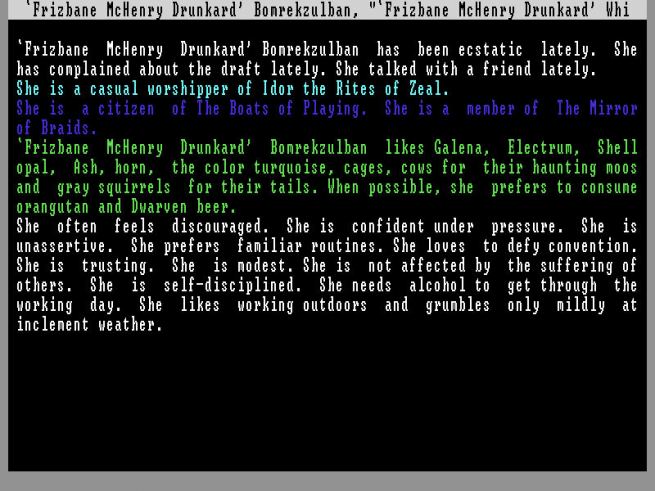 ‘Frizbane McHenry Drunkard’ Bomrekzulban, "‘Frizbane McHenry Drunkard’ Whi
‘Frizbane McHenry Drunkard’ Bomrekzulban has been ecstatic lately. She
has complained about the draft lately. She talked with a friend lately.
She is a casual worshipper of Idor the Rites of Zeal.
She is a citizen of The Boats of Playing. She is a member of The Mirror
of Braids.
‘Frizbane McHenry Drunkard’ Bomrekzulban likes Galena, Electrum, Shell
opal, Ash, horn, the color turquoise, cages, cows for their haunting moos
and gray squirrels for their tails. When possible, she prefers to consume
orangutan and Dwarven beer.
She often feels discouraged. She is confident under pressure. She is
unassertive. She prefers familiar routines. She loves to defy convention.
She is trusting. She is modest. She is not affected by the suffering of
others. She is self-disciplined. She needs alcohol to get through the
working day. She likes working outdoors and grumbles only mildly at
inclement weather.